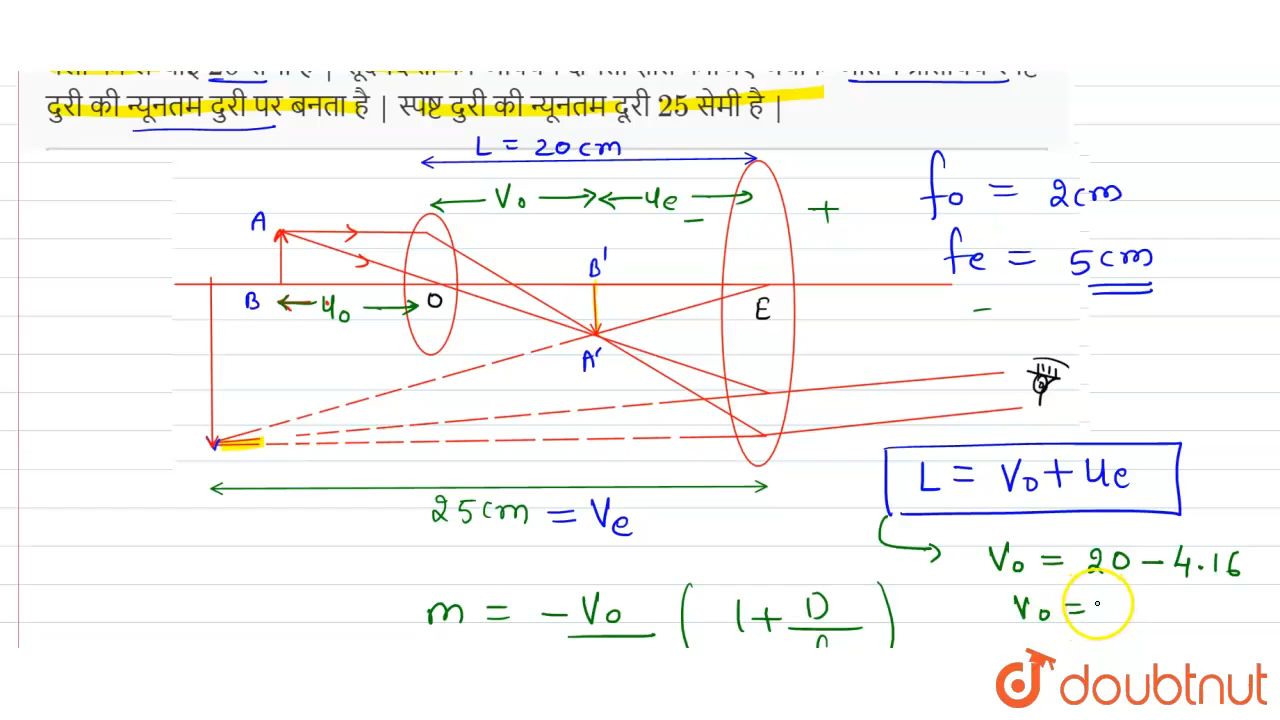 दुरी की न्यूनतम दुरी पर बनता है | स्पष्ट दुरी की न्यूनतम दूरी 25 सेमी है |
L = 20cm
V₀ ue
−
+
f₀ = 2cm
fe = 5cm
−
A
B
u₀
O
B'
A'
E
25cm = Ve
L = V₀ + ue
V₀ = 20 − 4.16
V₀ =
m = −V₀ ( 1 + D )
doubtnut